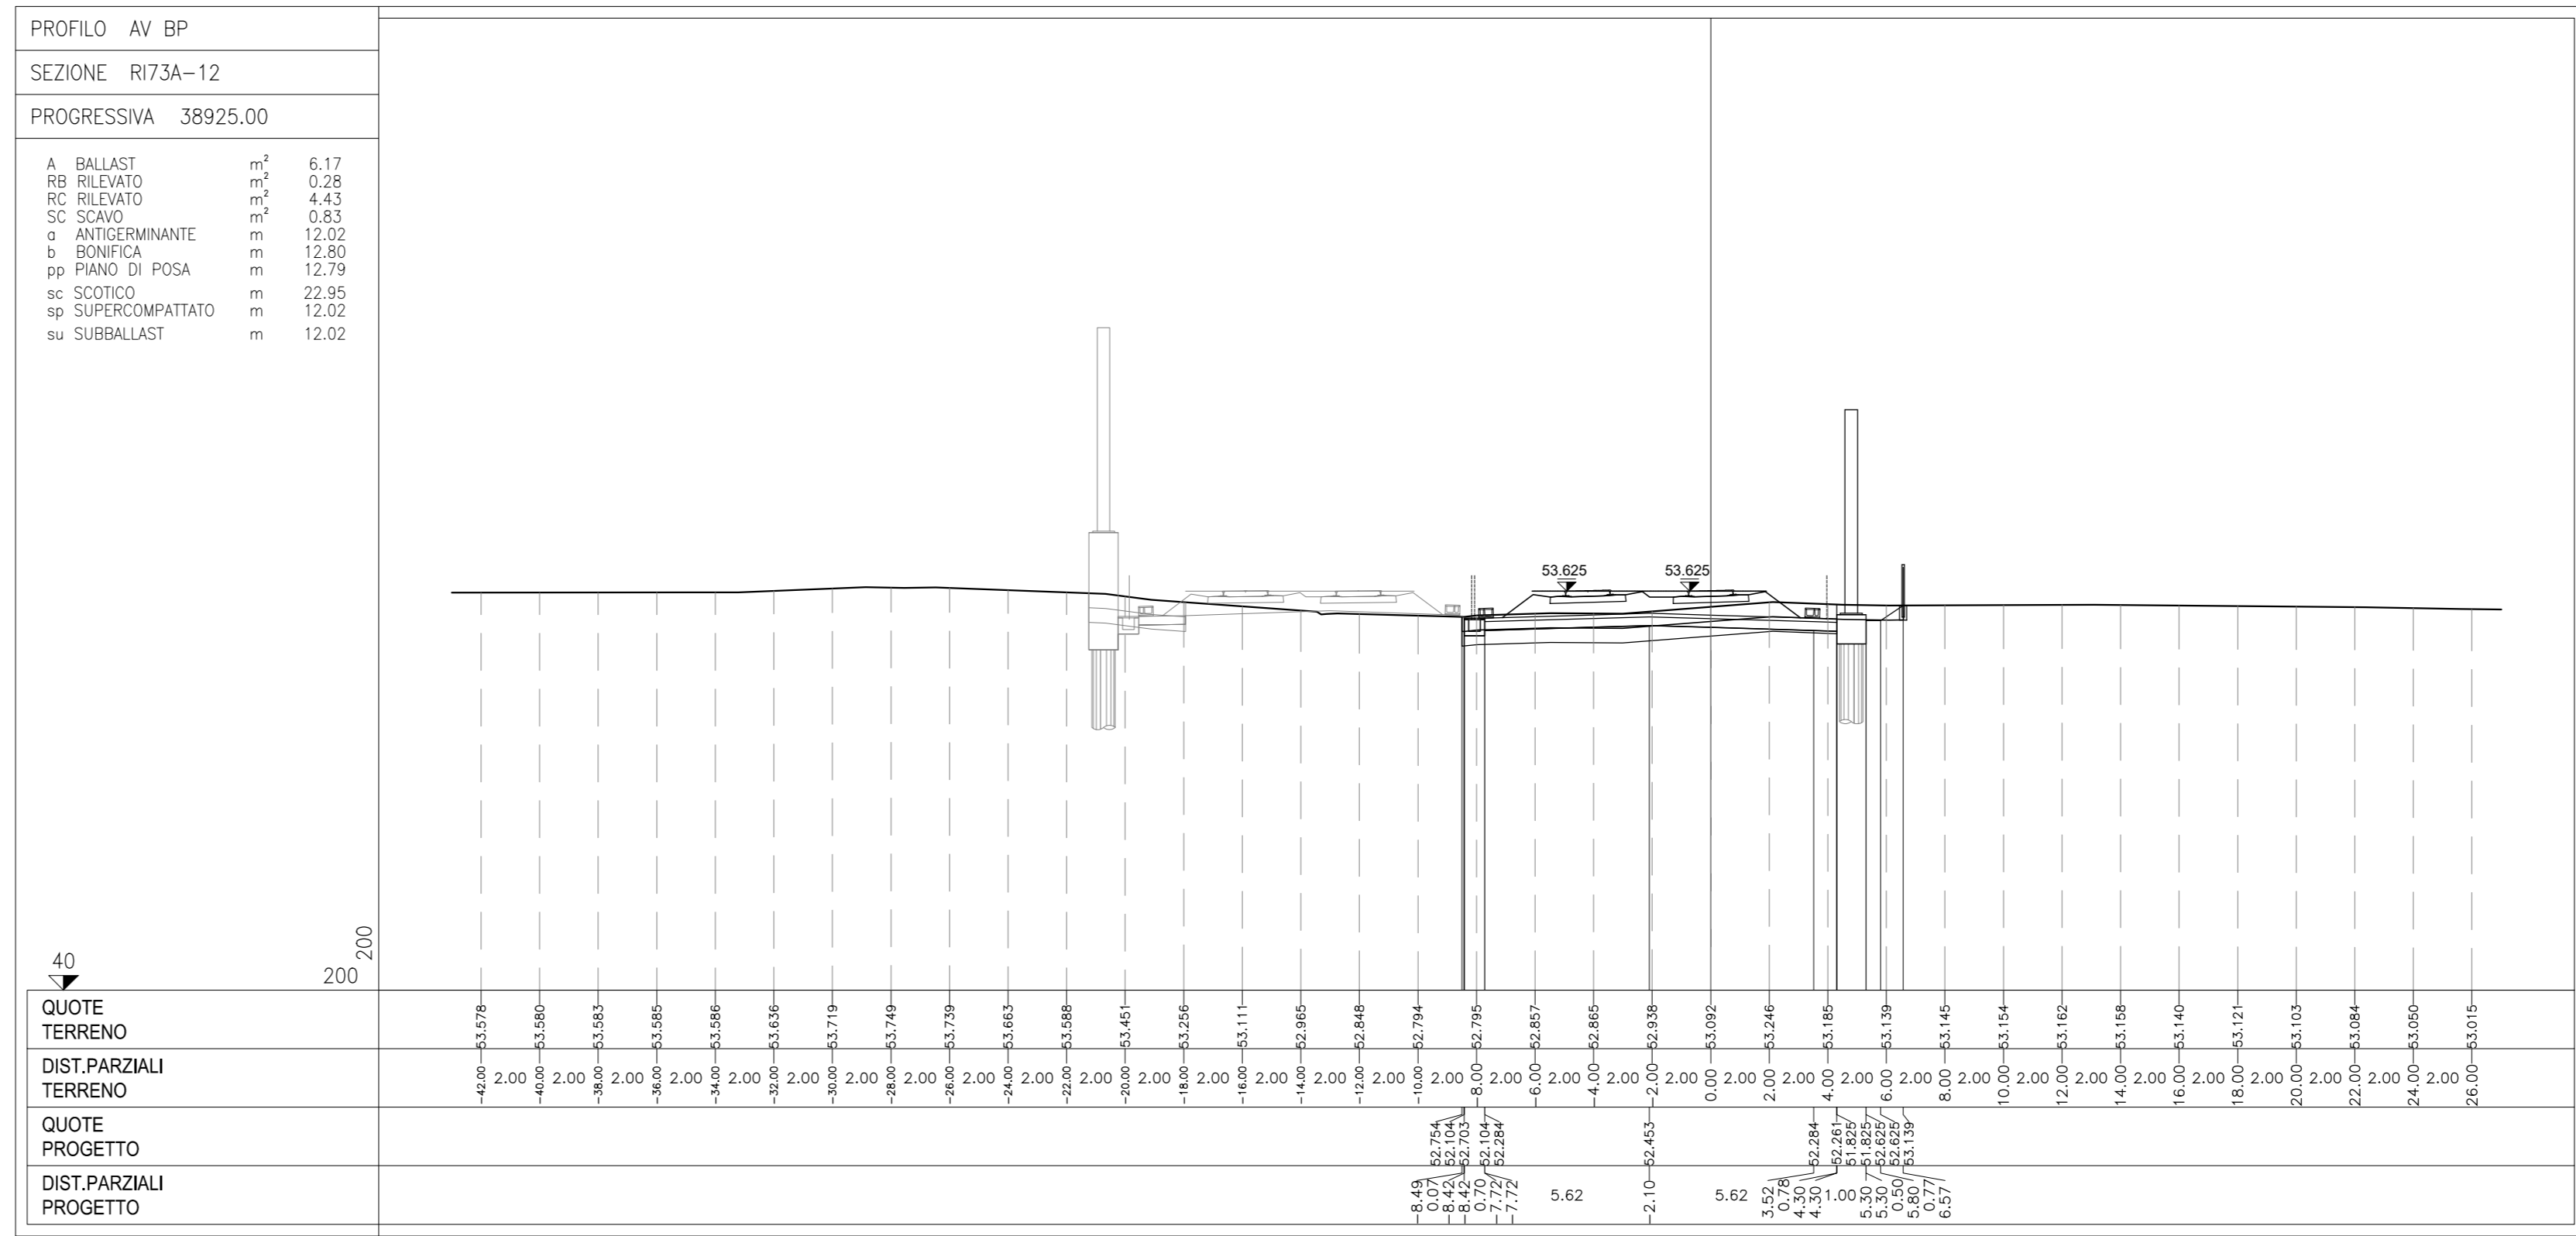 PROFILO AV BP
SEZIONE RI73A-12
PROGRESSIVA 38925.00
A BALLAST m² 6.17
RB RILEVATO m² 0.28
RC RILEVATO m² 4.43
SC SCAVO m² 0.83
a ANTIGERMINANTE m 12.02
b BONIFICA m 12.80
pp PIANO DI POSA m 12.79
sc SCOTICO m 22.95
sp SUPERCOMPATTATO m 12.02
su SUBBALLAST m 12.02
53.625 53.625
40
200
200
QUOTE
TERRENO
53.578 53.580 53.583 53.585 53.586 53.636 53.719 53.749 53.739 53.663 53.588 53.451 53.256 53.111 52.965 52.848 52.794 52.795 52.857 52.865 52.938 53.092 53.246 53.185 53.139 53.145 53.154 53.162 53.158 53.140 53.121 53.103 53.084 53.050 53.015
DIST.PARZIALI
TERRENO
-42.00 2.00 -40.00 2.00 -38.00 2.00 -36.00 2.00 -34.00 2.00 -32.00 2.00 -30.00 2.00 -28.00 2.00 -26.00 2.00 -24.00 2.00 -22.00 2.00 -20.00 2.00 -18.00 2.00 -16.00 2.00 -14.00 2.00 -12.00 2.00 -10.00 2.00 -8.00 2.00 -6.00 2.00 -4.00 2.00 -2.00 2.00 0.00 2.00 2.00 2.00 4.00 2.00 6.00 2.00 8.00 2.00 10.00 2.00 12.00 2.00 14.00 2.00 16.00 2.00 18.00 2.00 20.00 2.00 22.00 2.00 24.00 2.00 26.00
QUOTE
PROGETTO
52.754 52.104 52.703 52.104 52.284 52.453 52.284 52.261 51.825 51.825 52.625 52.625 53.139
DIST.PARZIALI
PROGETTO
-8.49 0.07 -8.42 -8.42 0.70 -7.72 -7.72 5.62 -2.10 5.62 3.52 0.78 4.30 4.30 1.00 5.30 5.30 0.50 5.80 0.77 6.57